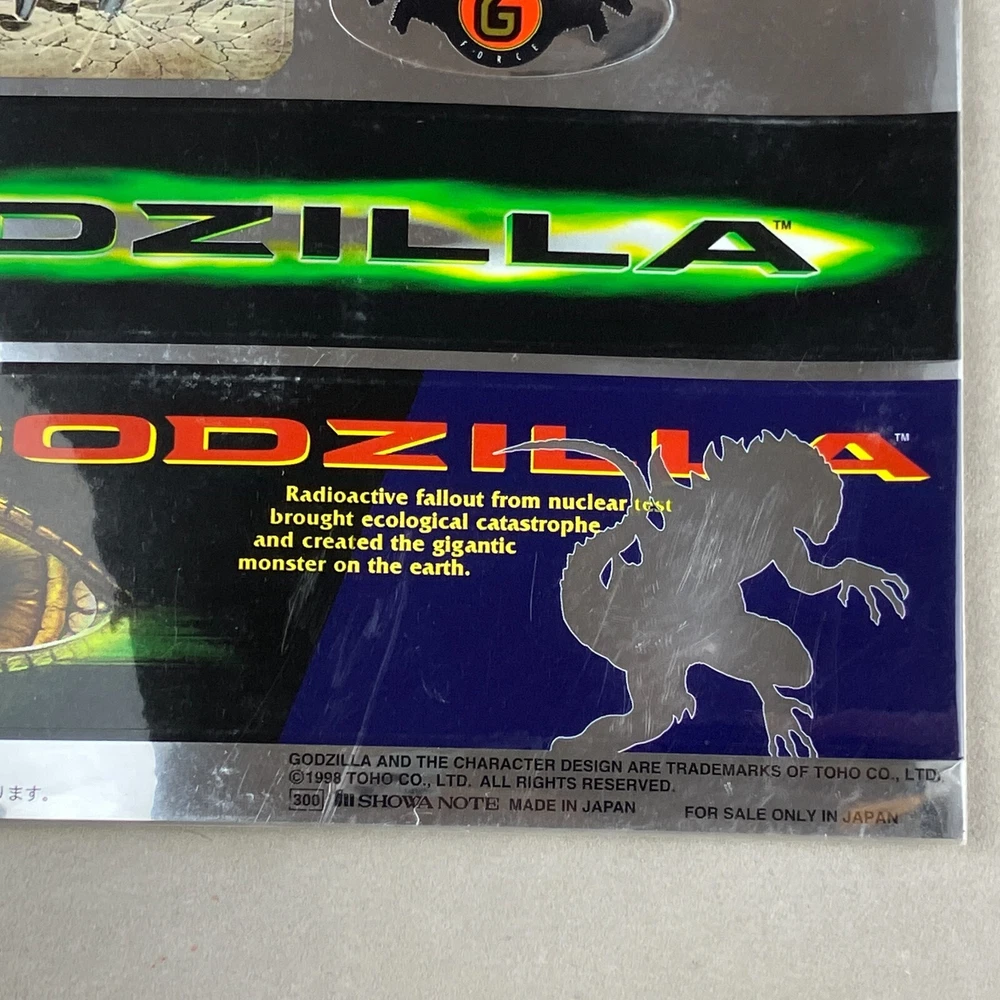 G
FORCE
DZILLA™
GODZILLA™
Radioactive fallout from nuclear test
brought ecological catastrophe
and created the gigantic
monster on the earth.
GODZILLA AND THE CHARACTER DESIGN ARE TRADEMARKS OF TOHO CO., LTD.
©1998 TOHO CO., LTD. ALL RIGHTS RESERVED.
300 SHOWA NOTE MADE IN JAPAN FOR SALE ONLY IN JAPAN
ります。